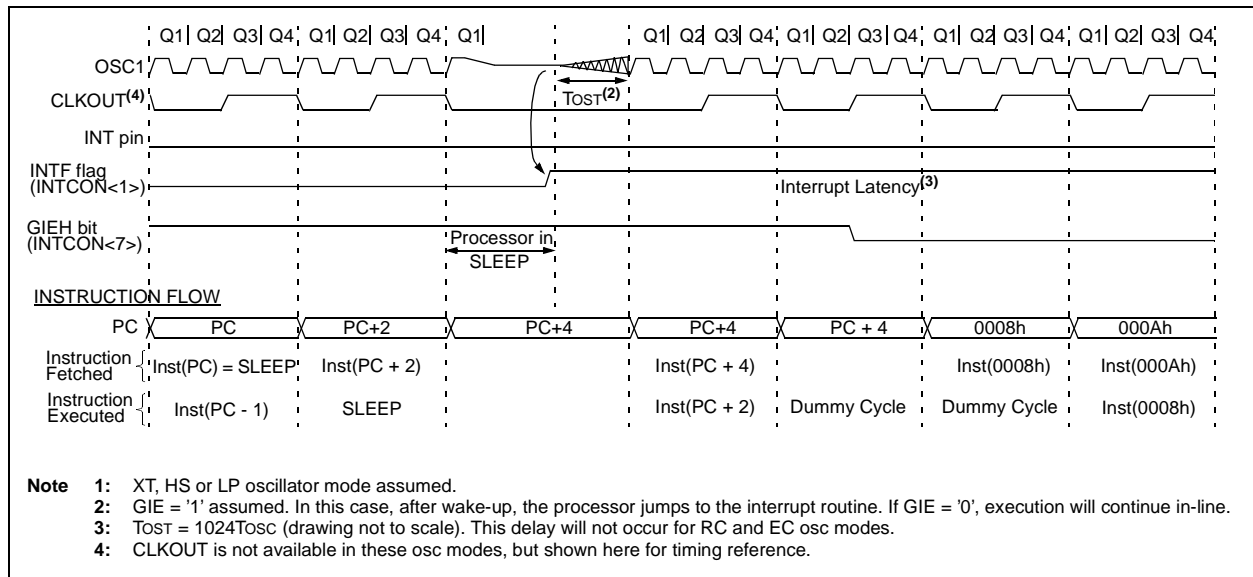 Q1 Q2 Q3 Q4 Q1 Q2 Q3 Q4 Q1 Q1 Q2 Q3 Q4 Q1 Q2 Q3 Q4 Q1 Q2 Q3 Q4 Q1 Q2 Q3 Q4
OSC1
CLKOUT(4)
TOST(2)
INT pin
INTF flag
(INTCON<1>)
Interrupt Latency(3)
GIEH bit
(INTCON<7>)
Processor in
SLEEP
INSTRUCTION FLOW
PC PC PC+2 PC+4 PC+4 PC + 4 0008h 000Ah
Instruction
Fetched
Inst(PC) = SLEEP Inst(PC + 2) Inst(PC + 4) Inst(0008h) Inst(000Ah)
Instruction
Executed
Inst(PC - 1) SLEEP Inst(PC + 2) Dummy Cycle Dummy Cycle Inst(0008h)
Note 1: XT, HS or LP oscillator mode assumed.
2: GIE = '1' assumed. In this case, after wake-up, the processor jumps to the interrupt routine. If GIE = '0', execution will continue in-line.
3: TOST = 1024TOSC (drawing not to scale). This delay will not occur for RC and EC osc modes.
4: CLKOUT is not available in these osc modes, but shown here for timing reference.